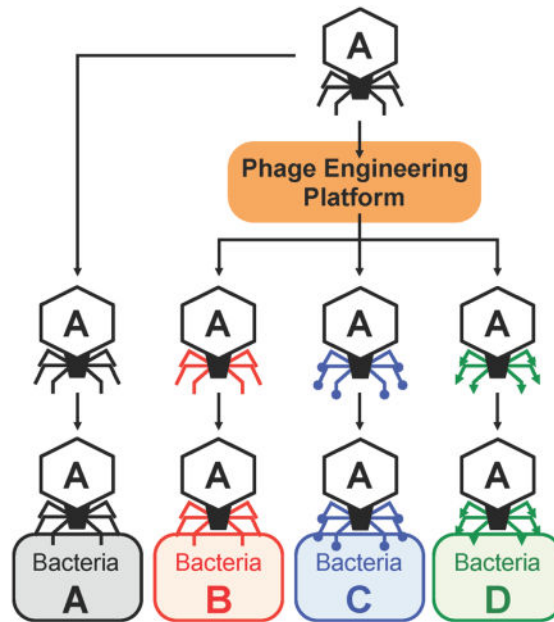 A
Phage Engineering
Platform
A A A A
A A A A
Bacteria Bacteria Bacteria Bacteria
A B C D